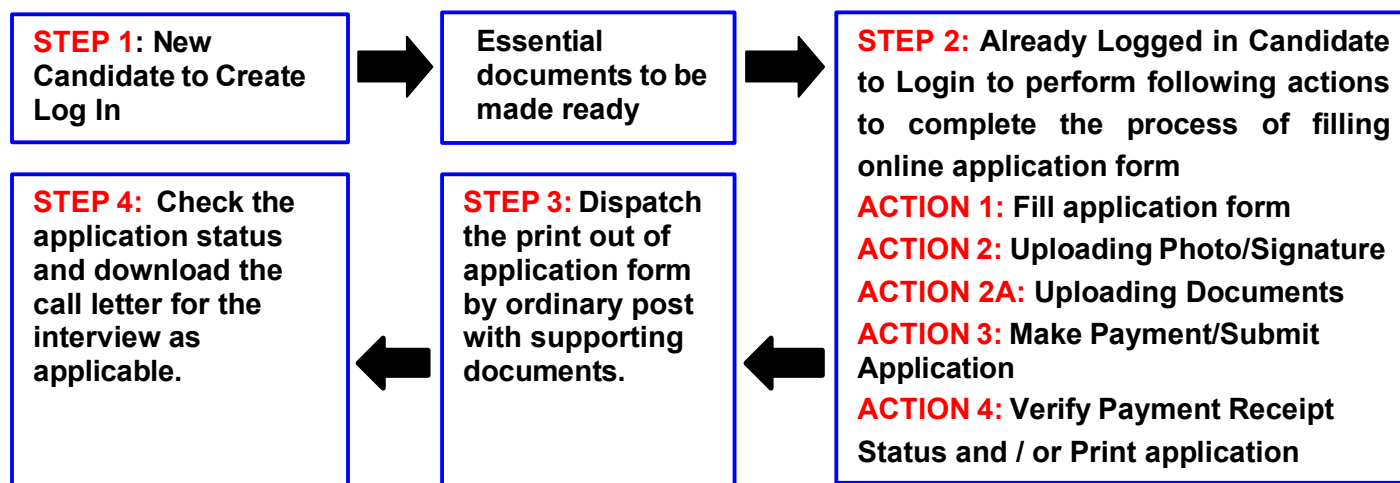 STEP 1: New
Candidate to Create
Log In
Essential
documents to be
made ready
STEP 2: Already Logged in Candidate
to Login to perform following actions
to complete the process of filling
online application form
ACTION 1: Fill application form
ACTION 2: Uploading Photo/Signature
ACTION 2A: Uploading Documents
ACTION 3: Make Payment/Submit
Application
ACTION 4: Verify Payment Receipt
Status and / or Print application
STEP 3: Dispatch
the print out of
application form
by ordinary post
with supporting
documents.
STEP 4: Check the
application status
and download the
call letter for the
interview as
applicable.